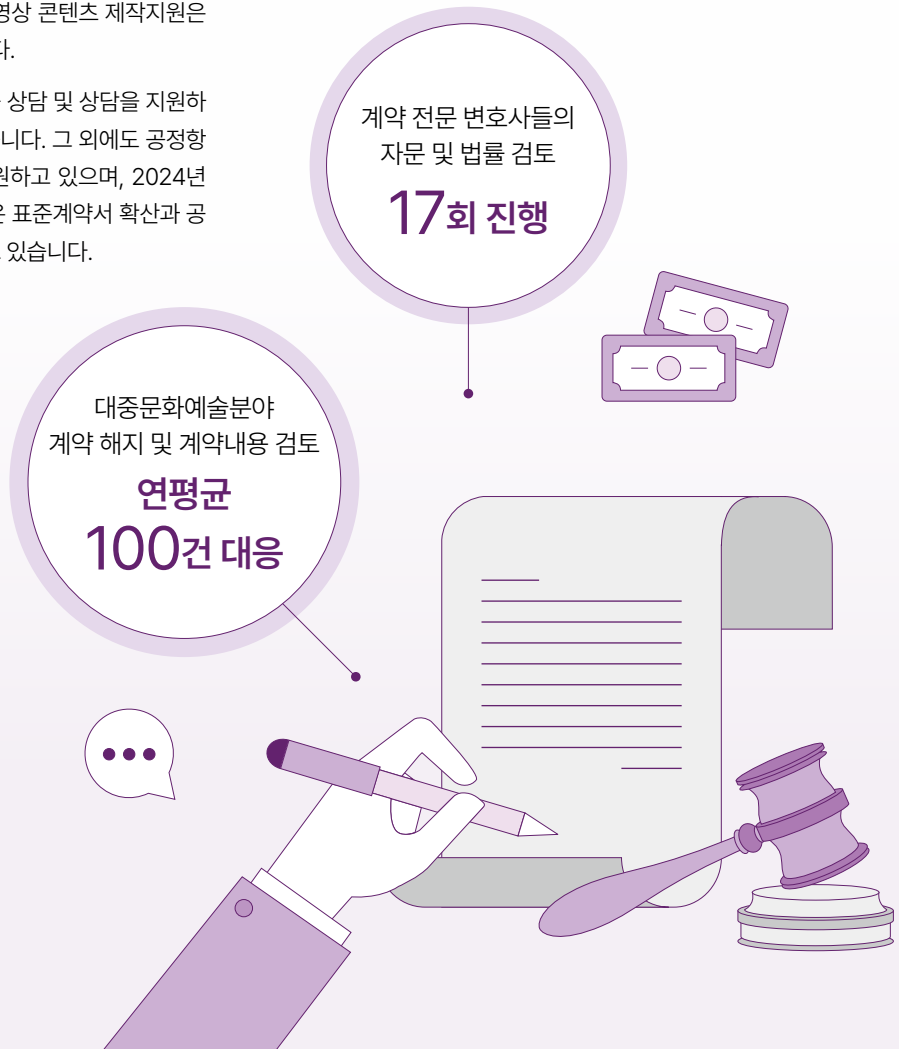 영상 콘텐츠 제작지원은
다.
상담 및 상담을 지원하
니다. 그 외에도 공정항
원하고 있으며, 2024년
은 표준계약서 확산과 공
있습니다.
계약 전문 변호사들의
자문 및 법률 검토
17회 진행
대중문화예술분야
계약 해지 및 계약내용 검토
연평균
100건 대응